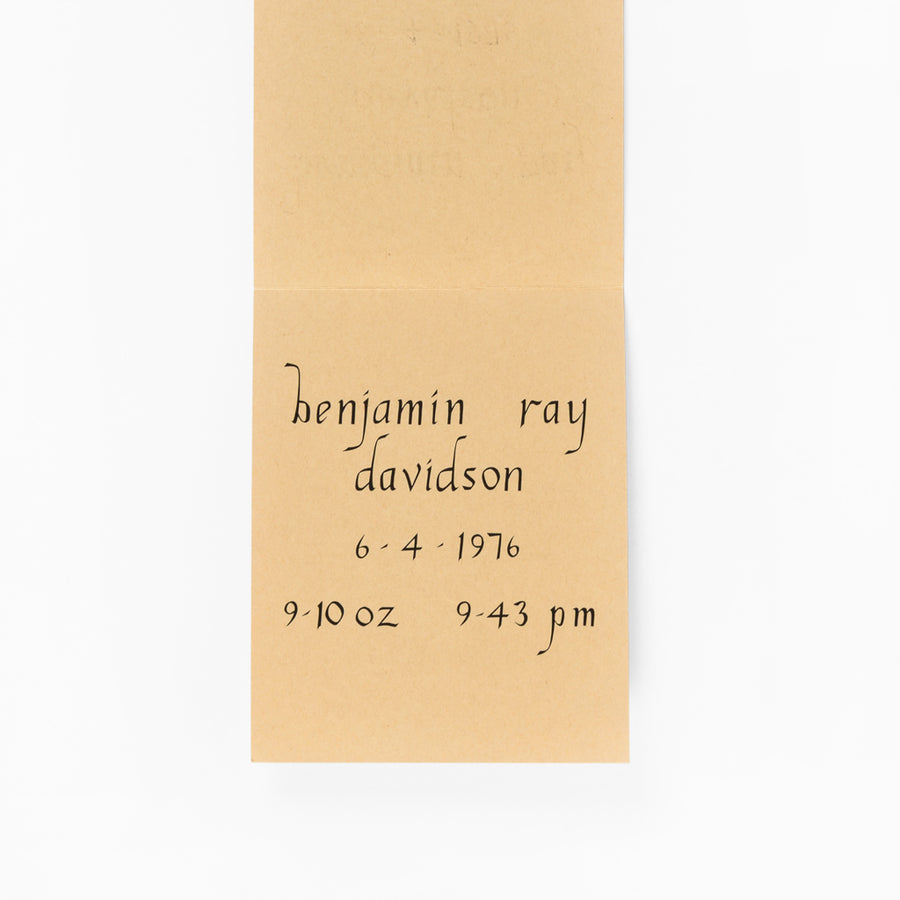 benjamin ray
davidson
6 - 4 - 1976
9-10 oz 9-43 pm